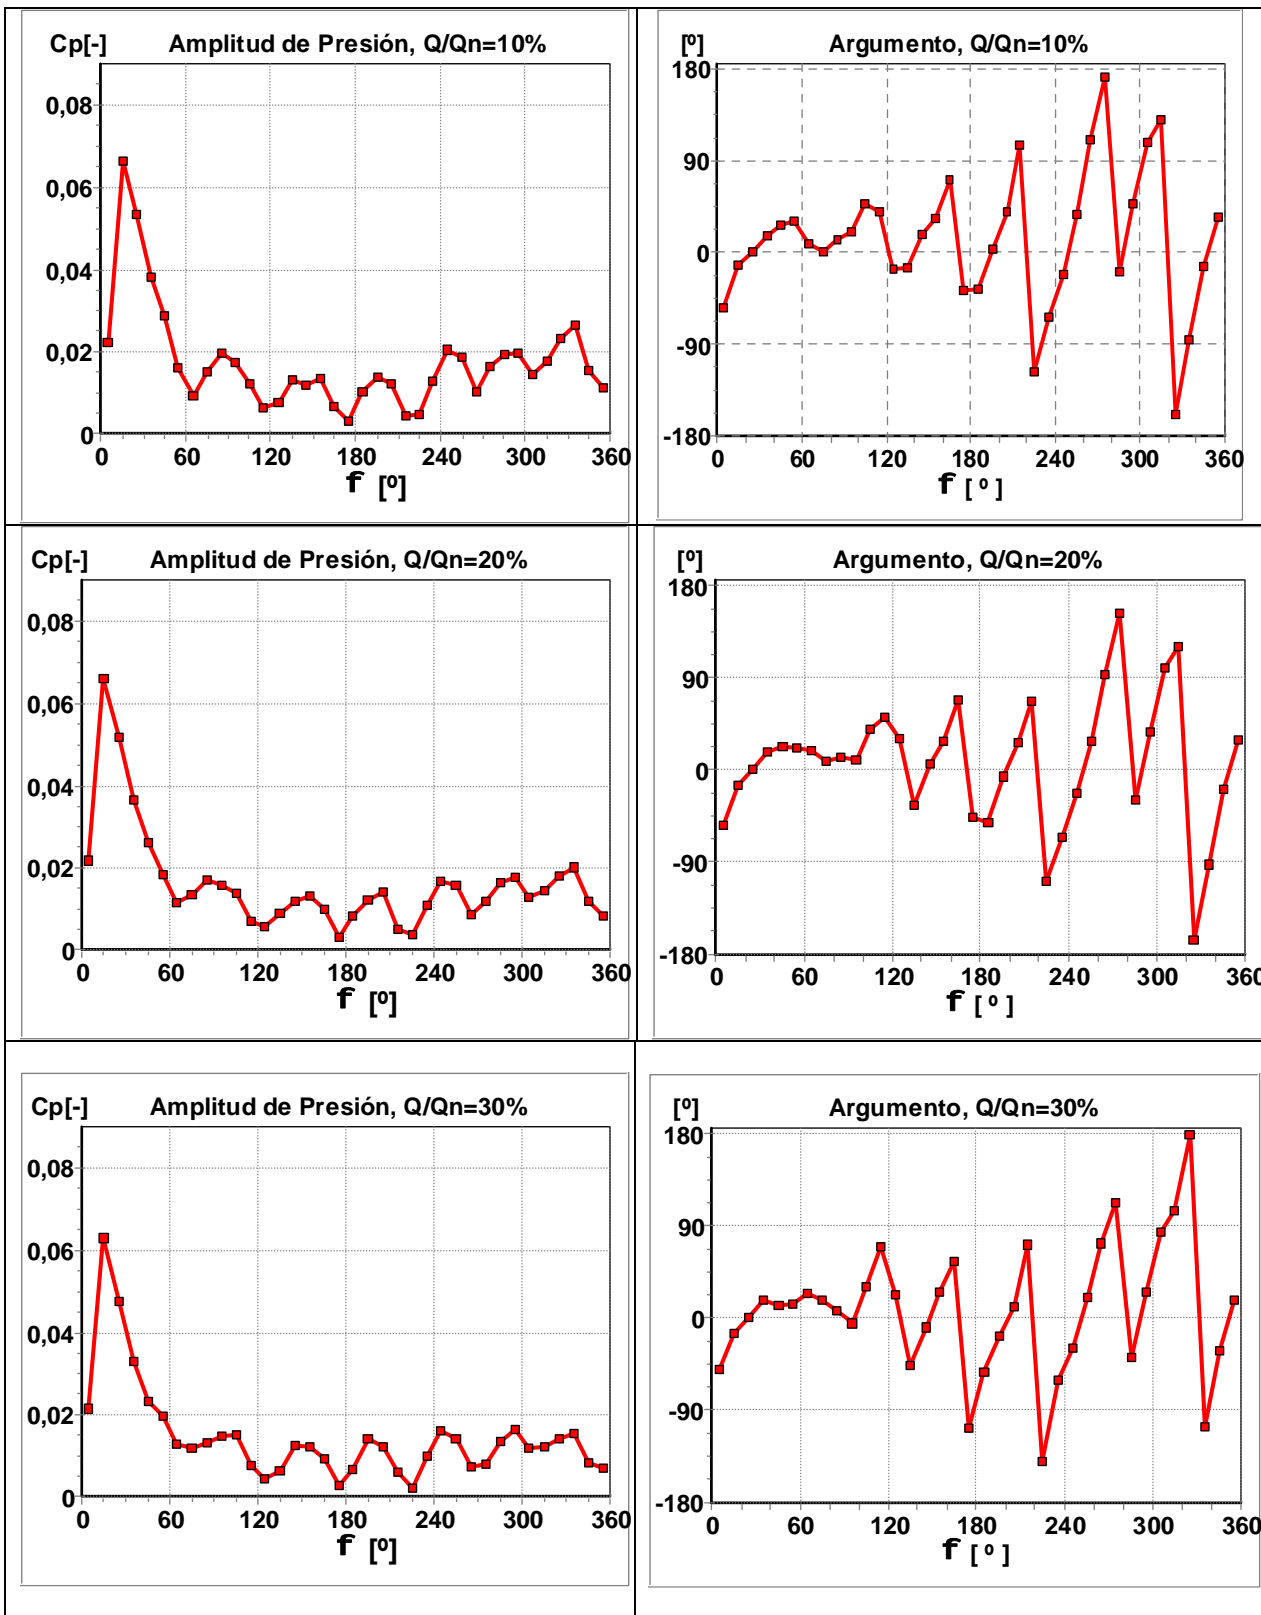 Cp[-] Amplitud de Presión, Q/Qn=10%
0,08
0,06
0,04
0,02
0
0 60 120 180 240 300 360
f [º]
[º] Argumento, Q/Qn=10%
180
90
0
-90
-180
0 60 120 180 240 300 360
f [ º ]
Cp[-] Amplitud de Presión, Q/Qn=20%
0,08
0,06
0,04
0,02
0
0 60 120 180 240 300 360
f [º]
[º] Argumento, Q/Qn=20%
180
90
0
-90
-180
0 60 120 180 240 300 360
f [ º ]
Cp[-] Amplitud de Presión, Q/Qn=30%
0,08
0,06
0,04
0,02
0
0 60 120 180 240 300 360
f [º]
[º] Argumento, Q/Qn=30%
180
90
0
-90
-180
0 60 120 180 240 300 360
f [ º ]